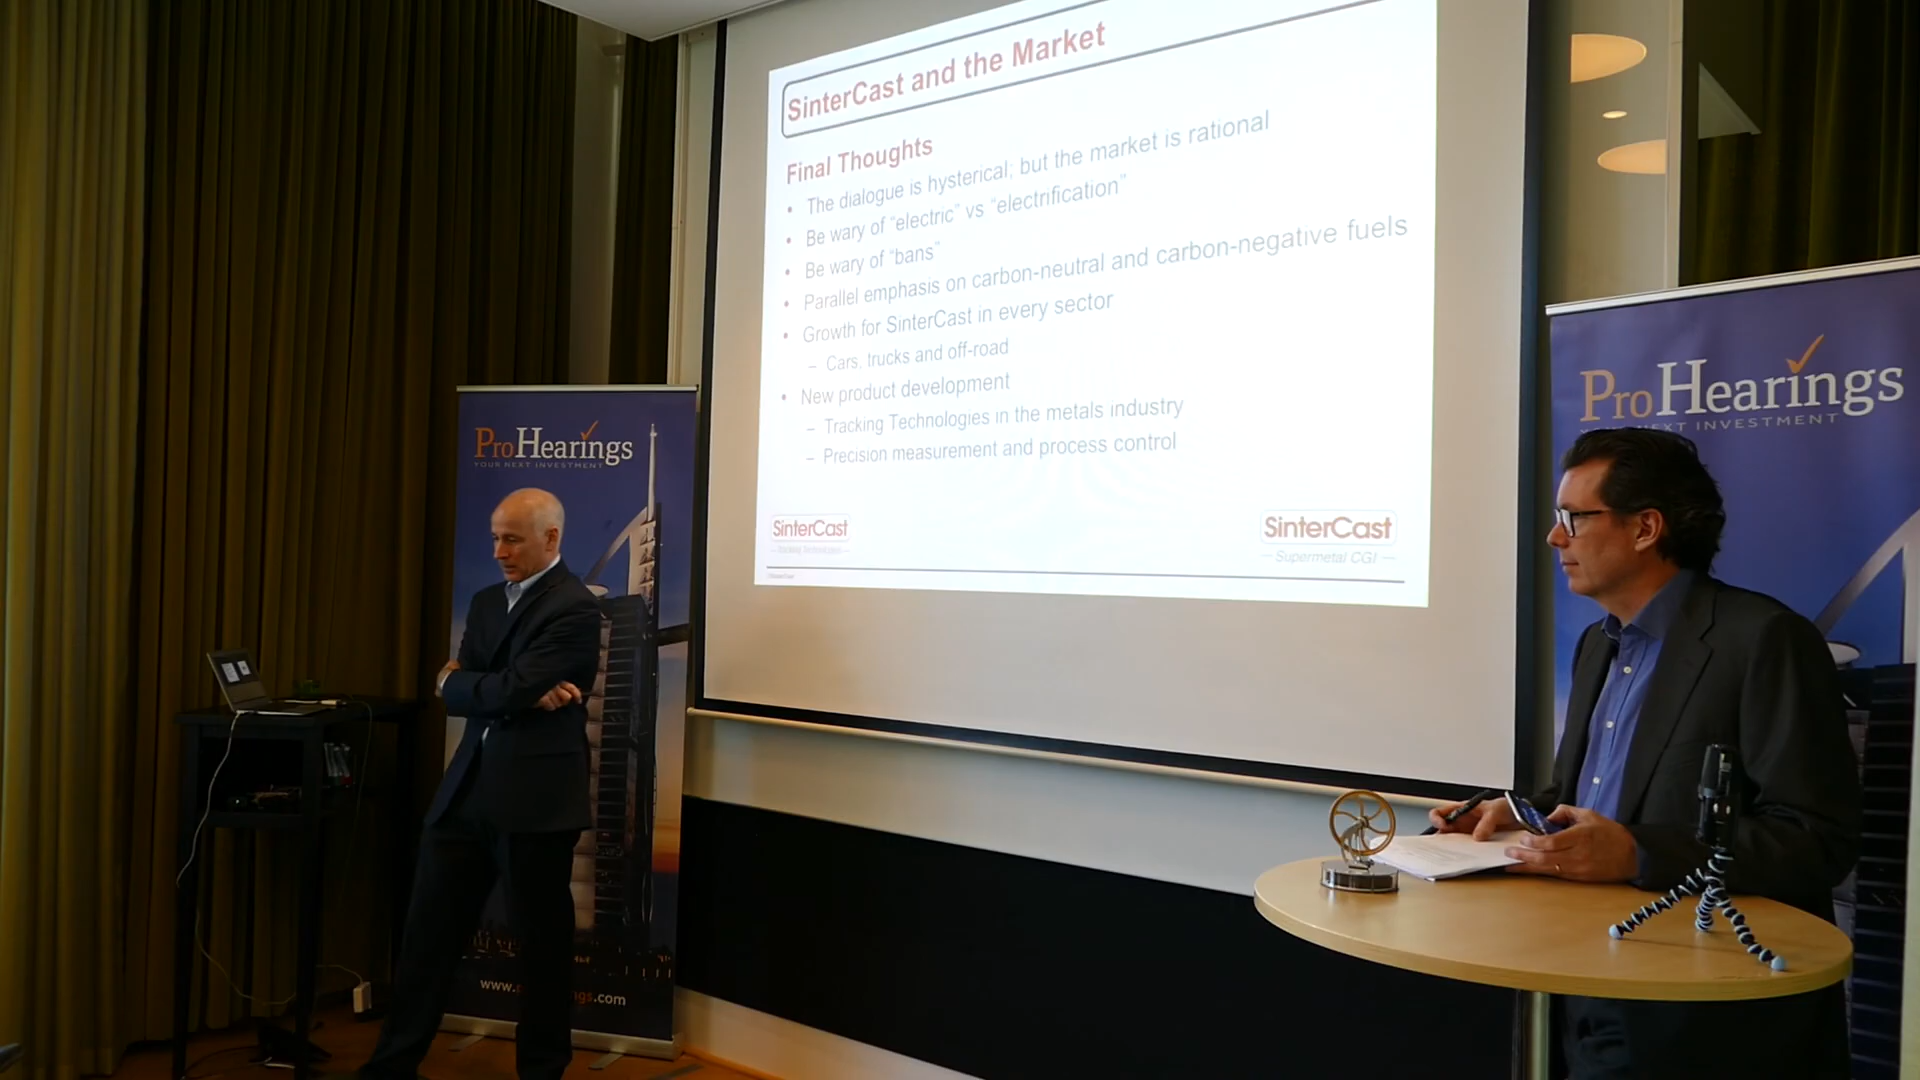 SinterCast and the Market
Final Thoughts
• The dialogue is hysterical; but the market is rational
• Be wary of “electric” vs “electrification”
• Be wary of “bans”
• Parallel emphasis on carbon-neutral and carbon-negative fuels
• Growth for SinterCast in every sector
– Cars, trucks and off-road
• New product development
– Tracking Technologies in the metals industry
– Precision measurement and process control
SinterCast
Tracking Technologies
SinterCast
— Supermetal CGI —
ProHearings
YOUR NEXT INVESTMENT
www.
gs.com
ProHearings
NEXT INVESTMENT